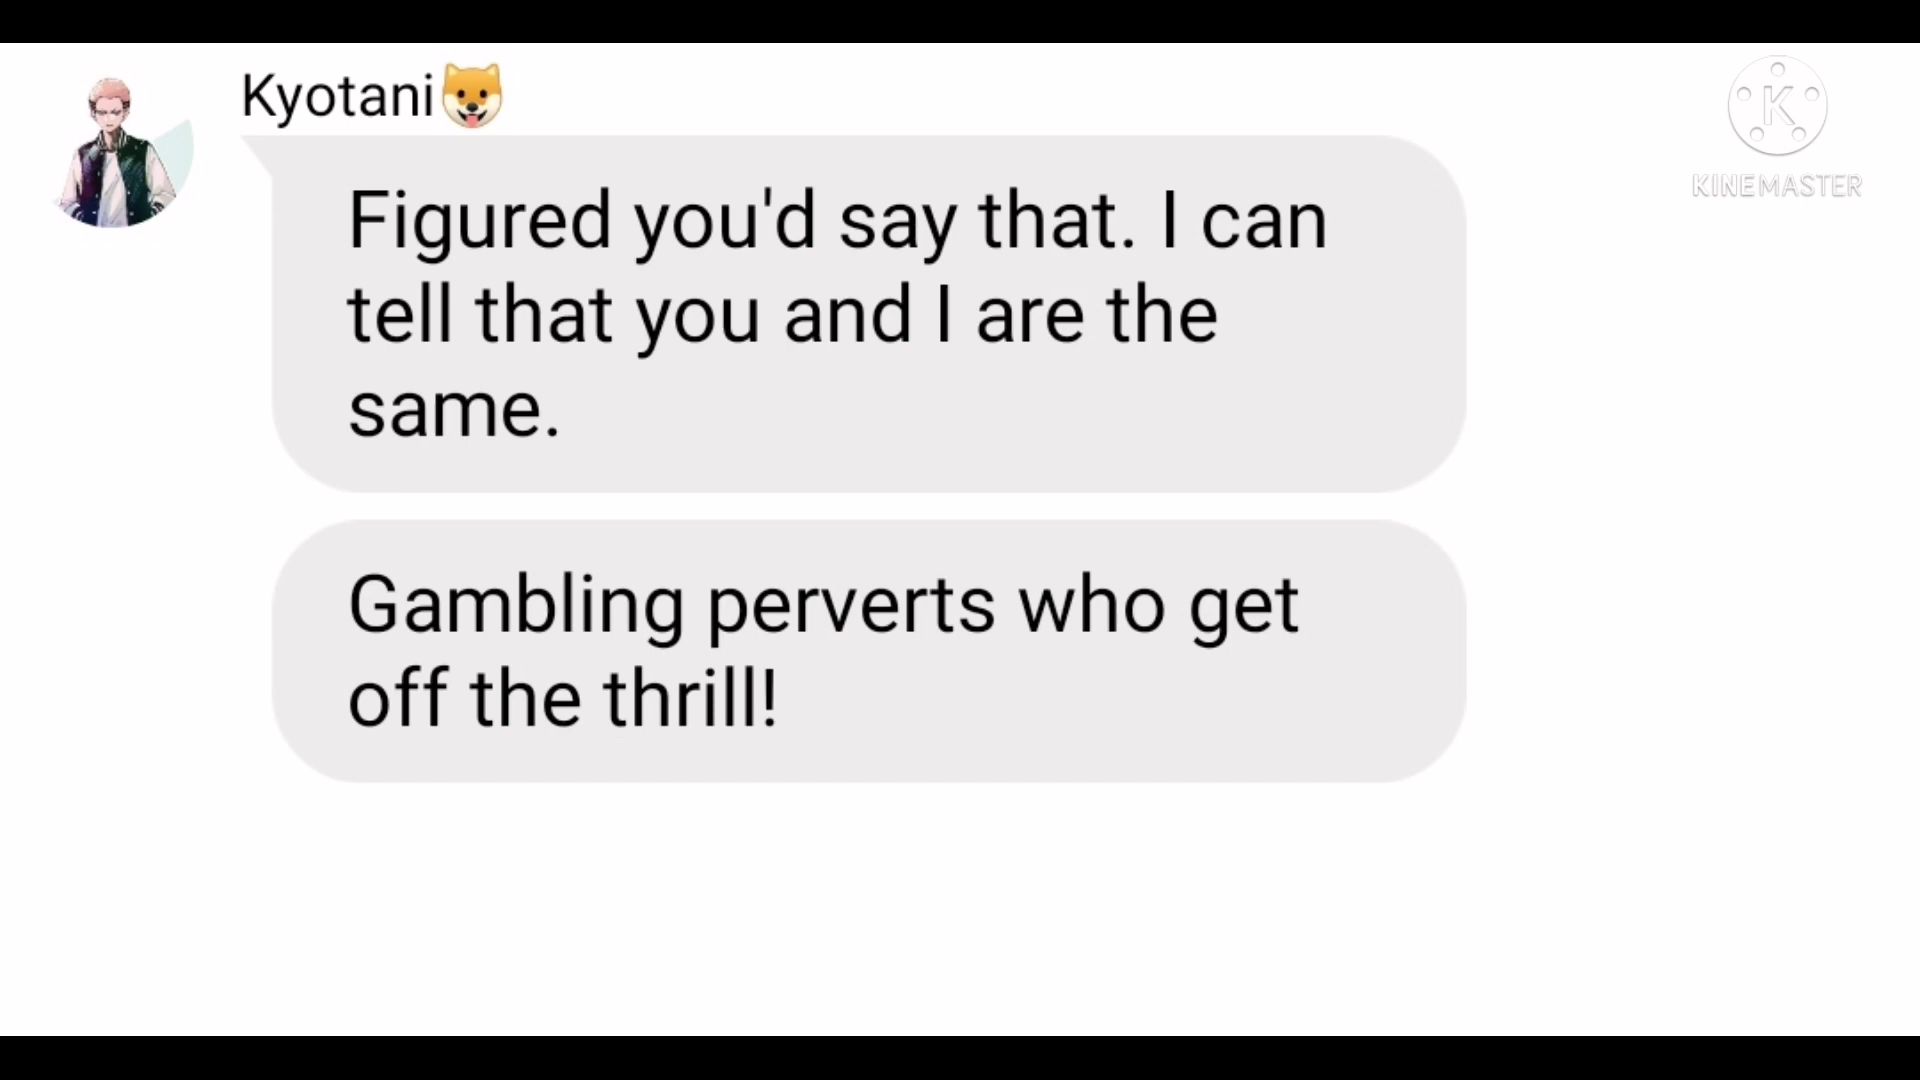 Kyotani🐶
K
KINEMASTER
Figured you'd say that. I can
tell that you and I are the
same.
Gambling perverts who get
off the thrill!